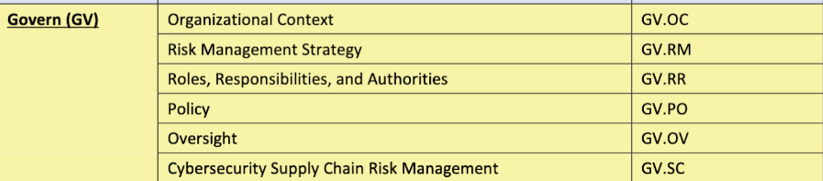 Govern (GV) Organizational Context GV.OC
Risk Management Strategy GV.RM
Roles, Responsibilities, and Authorities GV.RR
Policy GV.PO
Oversight GV.OV
Cybersecurity Supply Chain Risk Management GV.SC